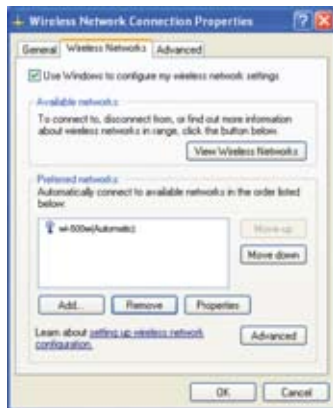 Wireless Network Connection Properties
General Wireless Networks Advanced
Use Windows to configure my wireless network settings
Available networks:
To connect to, disconnect from, or find out more information
about wireless networks in range, click the button below.
View Wireless Networks
Preferred networks:
Automatically connect to available networks in the order listed
below:
(Automatic)
Move up
Move down
Add... Remove Properties
Learn about setting up wireless network
configuration.
Advanced
OK Cancel